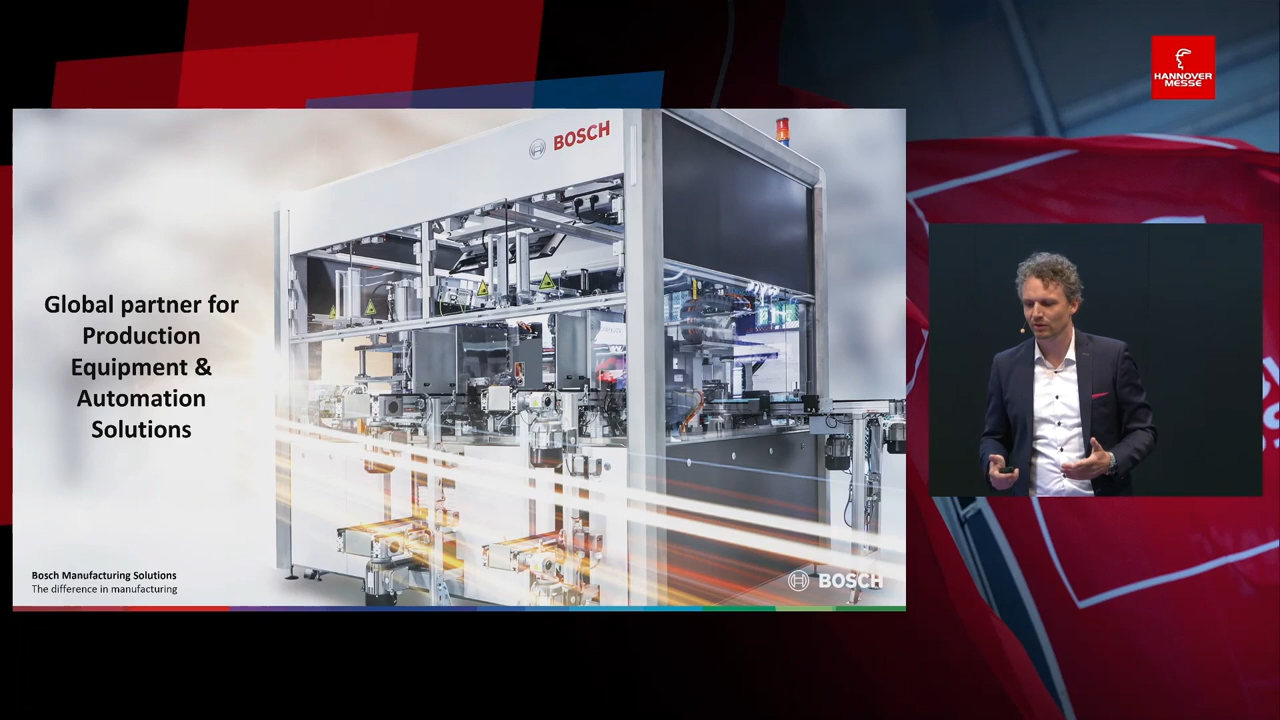 HANNOVER
MESSE
BOSCH
Global partner for
Production
Equipment &
Automation
Solutions
Bosch Manufacturing Solutions
The difference in manufacturing
BOSCH